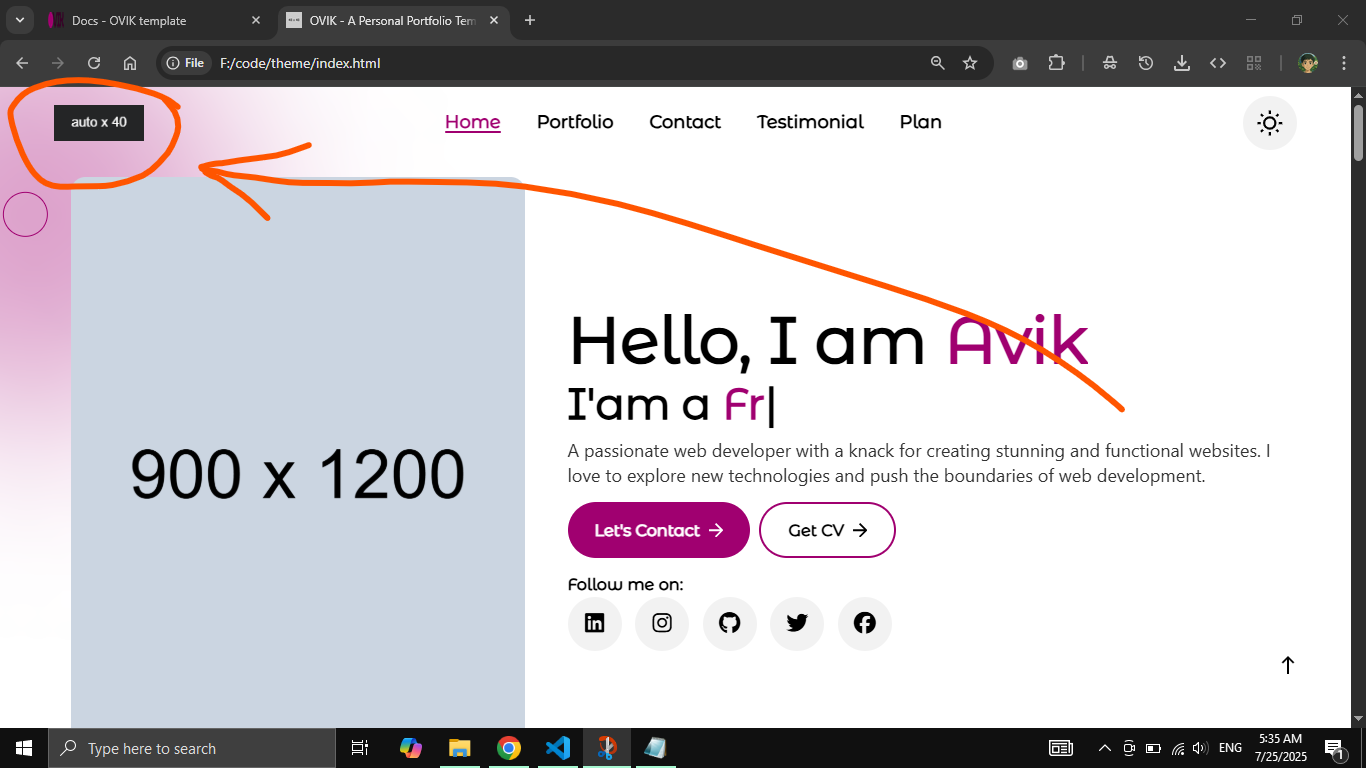 Docs - OVIK template
OVIK - A Personal Portfolio Tem
File
F:/code/theme/index.html
auto x 40
Home
Portfolio
Contact
Testimonial
Plan
900 x 1200
Hello, I am Avik
I'am a Fr|
A passionate web developer with a knack for creating stunning and functional websites. I
love to explore new technologies and push the boundaries of web development.
Let's Contact →
Get CV →
Follow me on:
Type here to search
ENG
5:35 AM
7/25/2025
1